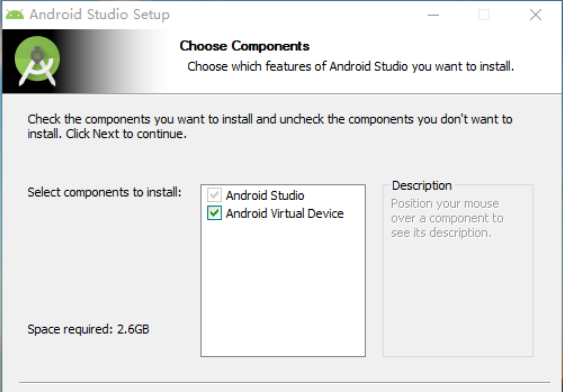 Android Studio Setup
Choose Components
Choose which features of Android Studio you want to install.
Check the components you want to install and uncheck the components you don't want to
install. Click Next to continue.
Select components to install:
Android Studio
Android Virtual Device
Description
Position your mouse
over a component to
see its description.
Space required: 2.6GB